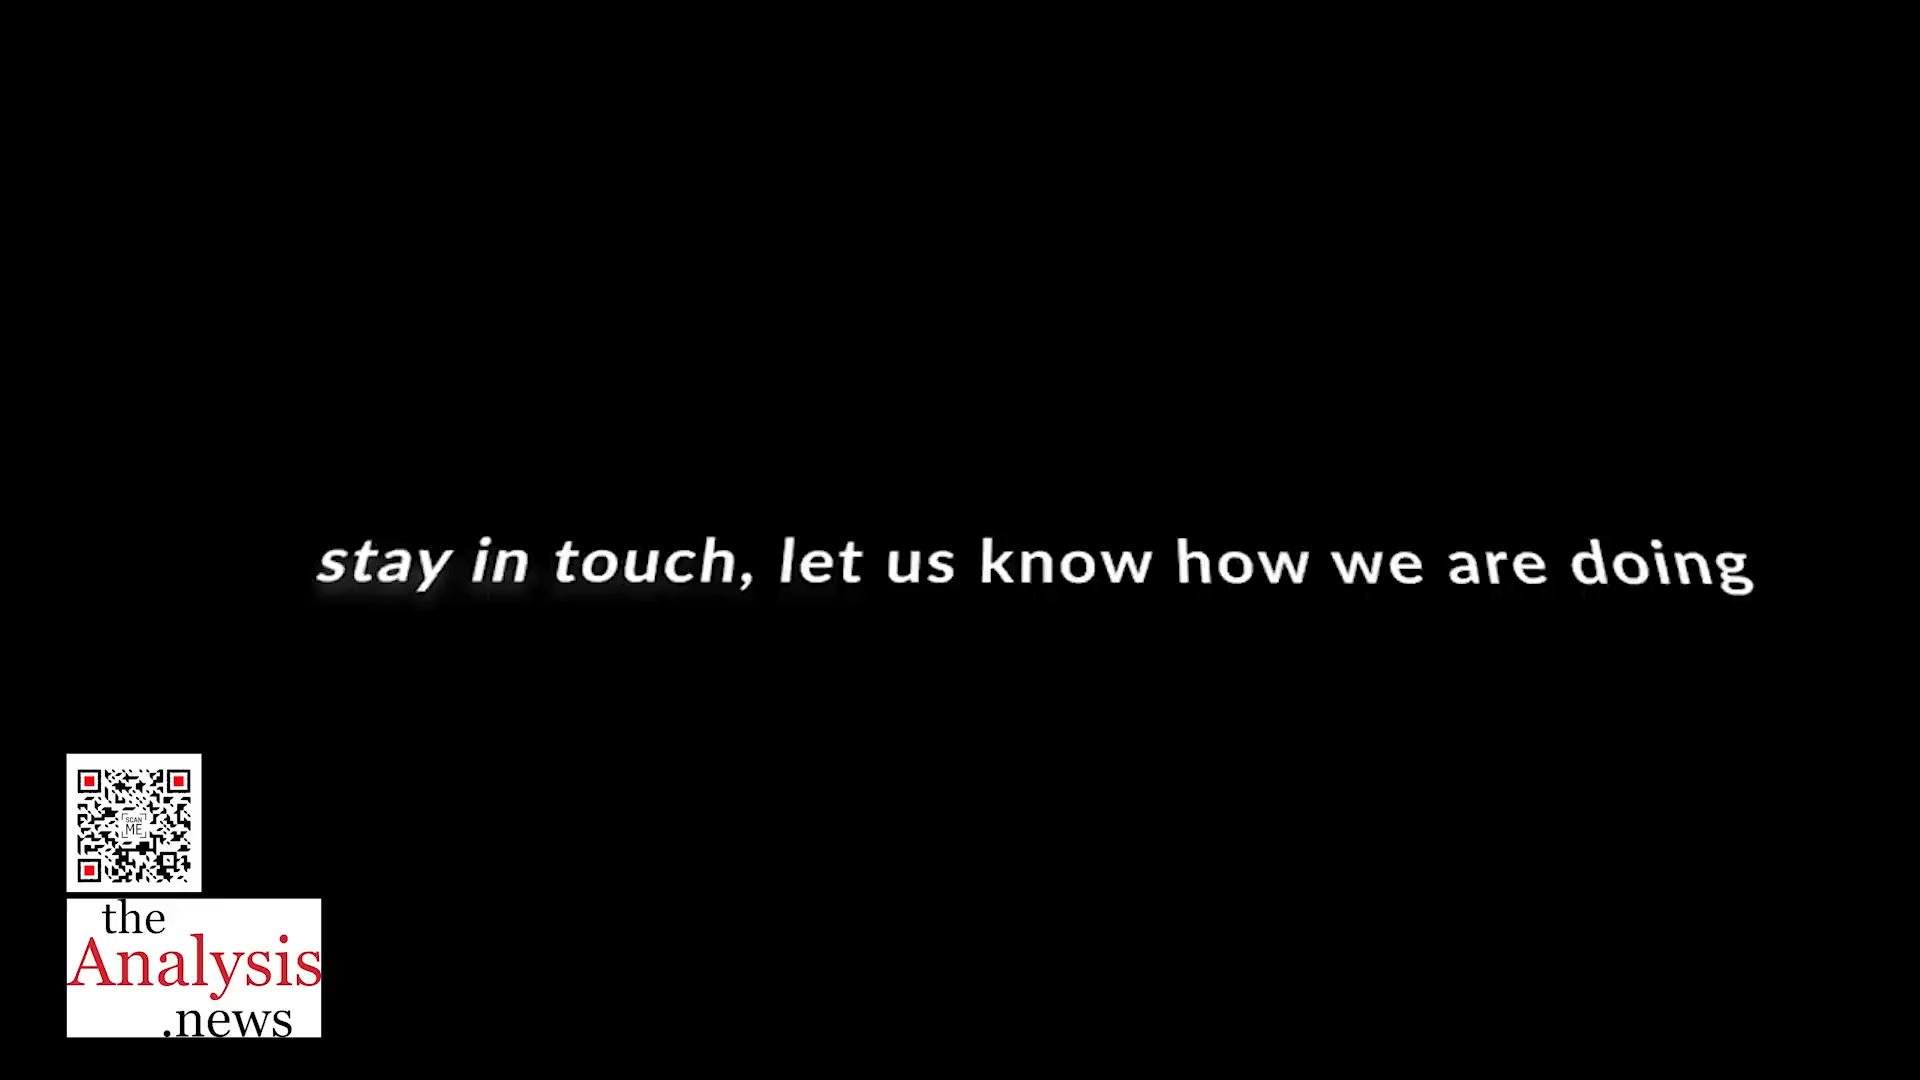 stay in touch, let us know how we are doing
SCAN
ME
the
Analysis
.news